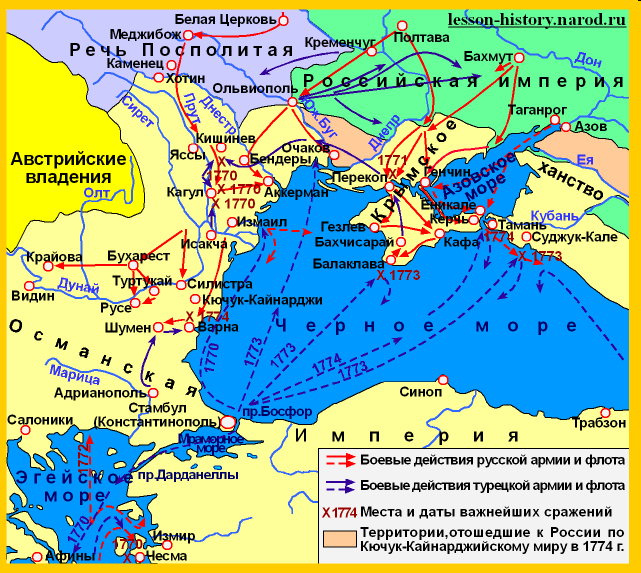 lesson-history.narod.ru
Белая Церковь
Меджибож
Кременчуг
Полтава
Речь Посполитая
Каменец
Хотин
Бахмут
Дон
Российская империя
Ольвиополь
Сирет
Прут
Днестр
Юж.Буг
Днепр
Таганрог
Азов
Кишинев
Очаков
Яссы
1770
Бендеры
Австрийские
владения
X 1770
X 1770
Аккерман
Перекоп
1771
Генчин
Крымское
ханство
Азовское
море
Ея
Олт
Кагул
Измаил
Еникале
Керчь
Тамань
1774
Кубань
Суджук-Кале
X 1773
Гезлев
Бахчисарай
Кафа
Балаклава
X 1773
Исакча
Крайова
Бухарест
Видин
Дунай
Туртукай
Силистра
Русе
Кючук-Кайнарджи
X 1774
Шумен
Варна
1770
1773
1773
1774
1773
Черное море
Османская
Империя
Марица
Адрианополь
Стамбул
(Константинополь)
пр.Босфор
Синоп
Трабзон
Салоники
Мраморное
море
пр.Дарданеллы
Эгейское
море
1772
1770
1770
Измир
Чесма
X
Афины
Боевые действия русской армии и флота
Боевые действия турецкой армии и флота
X1774 Места и даты важнейших сражений
Территории,отошедшие к России по
Кючук-Кайнарджийскому миру в 1774 г.